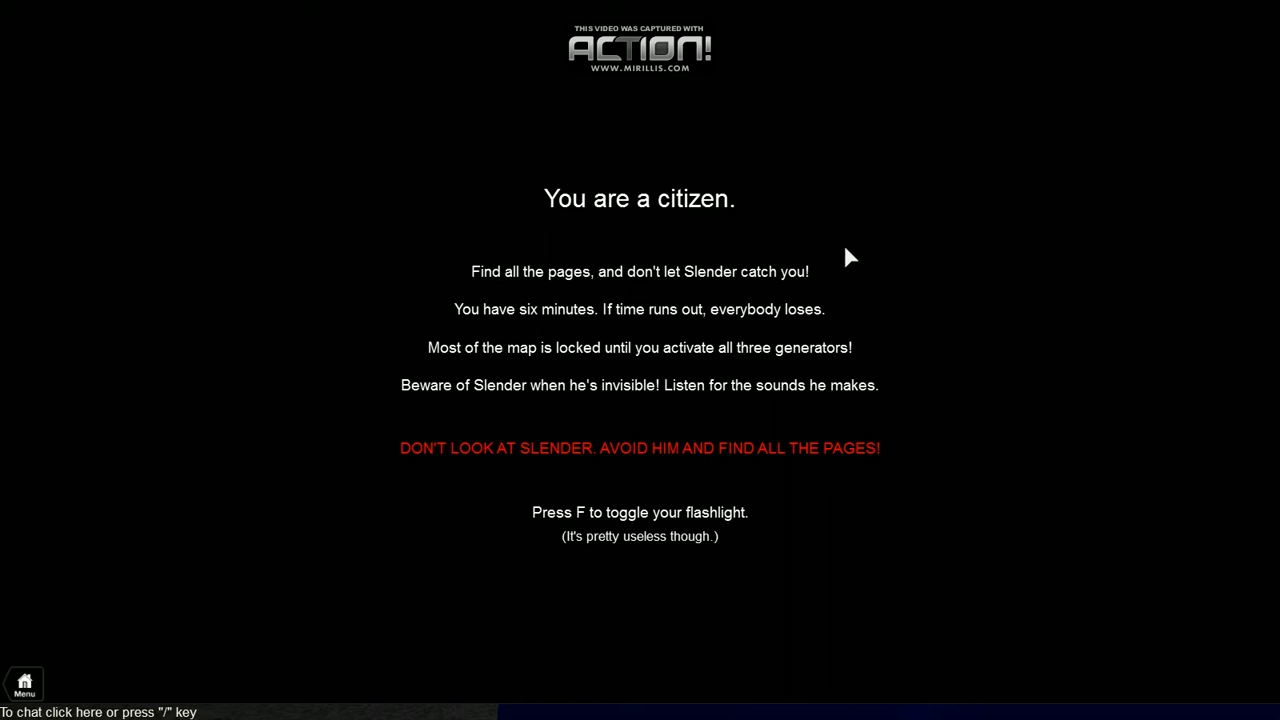 THIS VIDEO WAS CAPTURED WITH
ACTION!
WWW.MIRILLIS.COM
You are a citizen.
Find all the pages, and don't let Slender catch you!
You have six minutes. If time runs out, everybody loses.
Most of the map is locked until you activate all three generators!
Beware of Slender when he's invisible! Listen for the sounds he makes.
DON'T LOOK AT SLENDER. AVOID HIM AND FIND ALL THE PAGES!
Press F to toggle your flashlight.
(It's pretty useless though.)
Menu
To chat click here or press "/" key